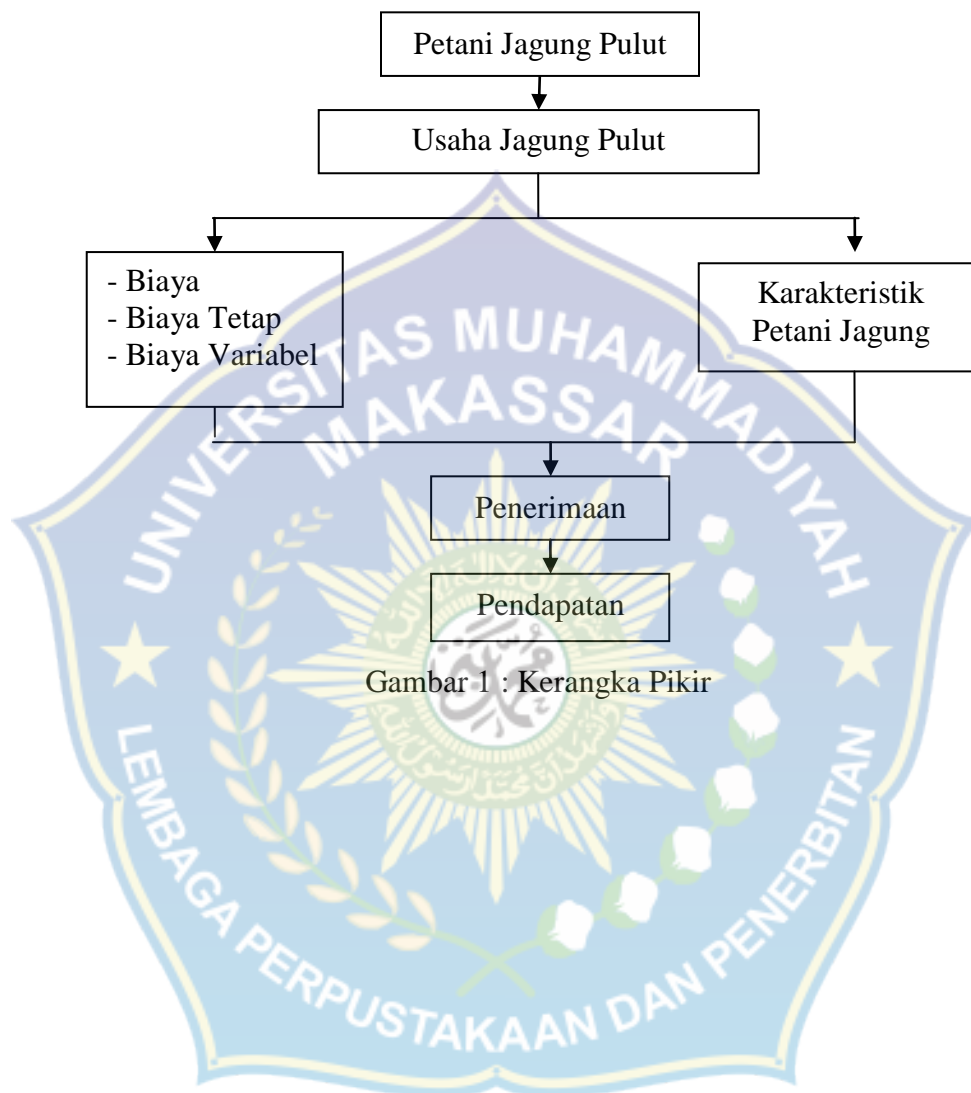 Petani Jagung Pulut
Usaha Jagung Pulut
- Biaya
- Biaya Tetap
- Biaya Variabel
Karakteristik
Petani Jagung
Penerimaan
Pendapatan
Gambar 1 : Kerangka Pikir
UNIVERSITAS MUHAMMADIYAH
MAKASSAR
LEMBAGA PERPUSTAKAAN DAN PENERBITAN